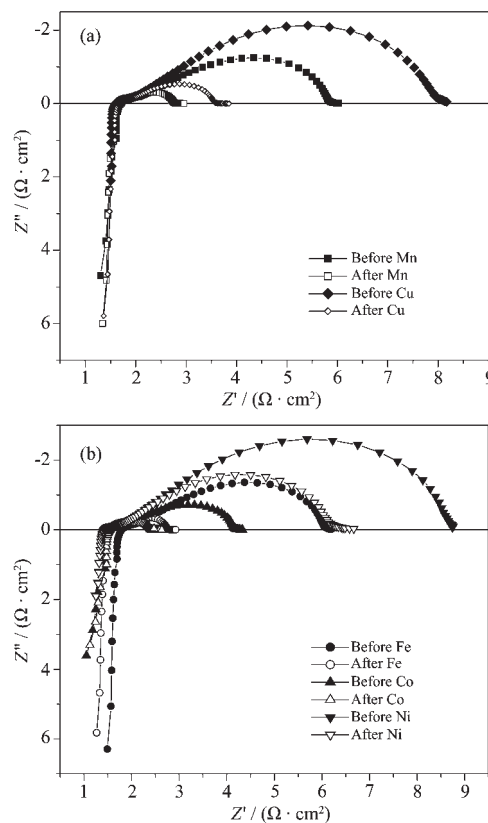 (a)
-2
0
2
4
6
Z″ / (Ω · cm²)
Before Mn
After Mn
Before Cu
After Cu
1 2 3 4 5 6 7 8 9
Z′ / (Ω · cm²)
(b)
-2
0
2
4
6
Z″ / (Ω · cm²)
Before Fe
After Fe
Before Co
After Co
Before Ni
After Ni
1 2 3 4 5 6 7 8 9
Z′ / (Ω · cm²)